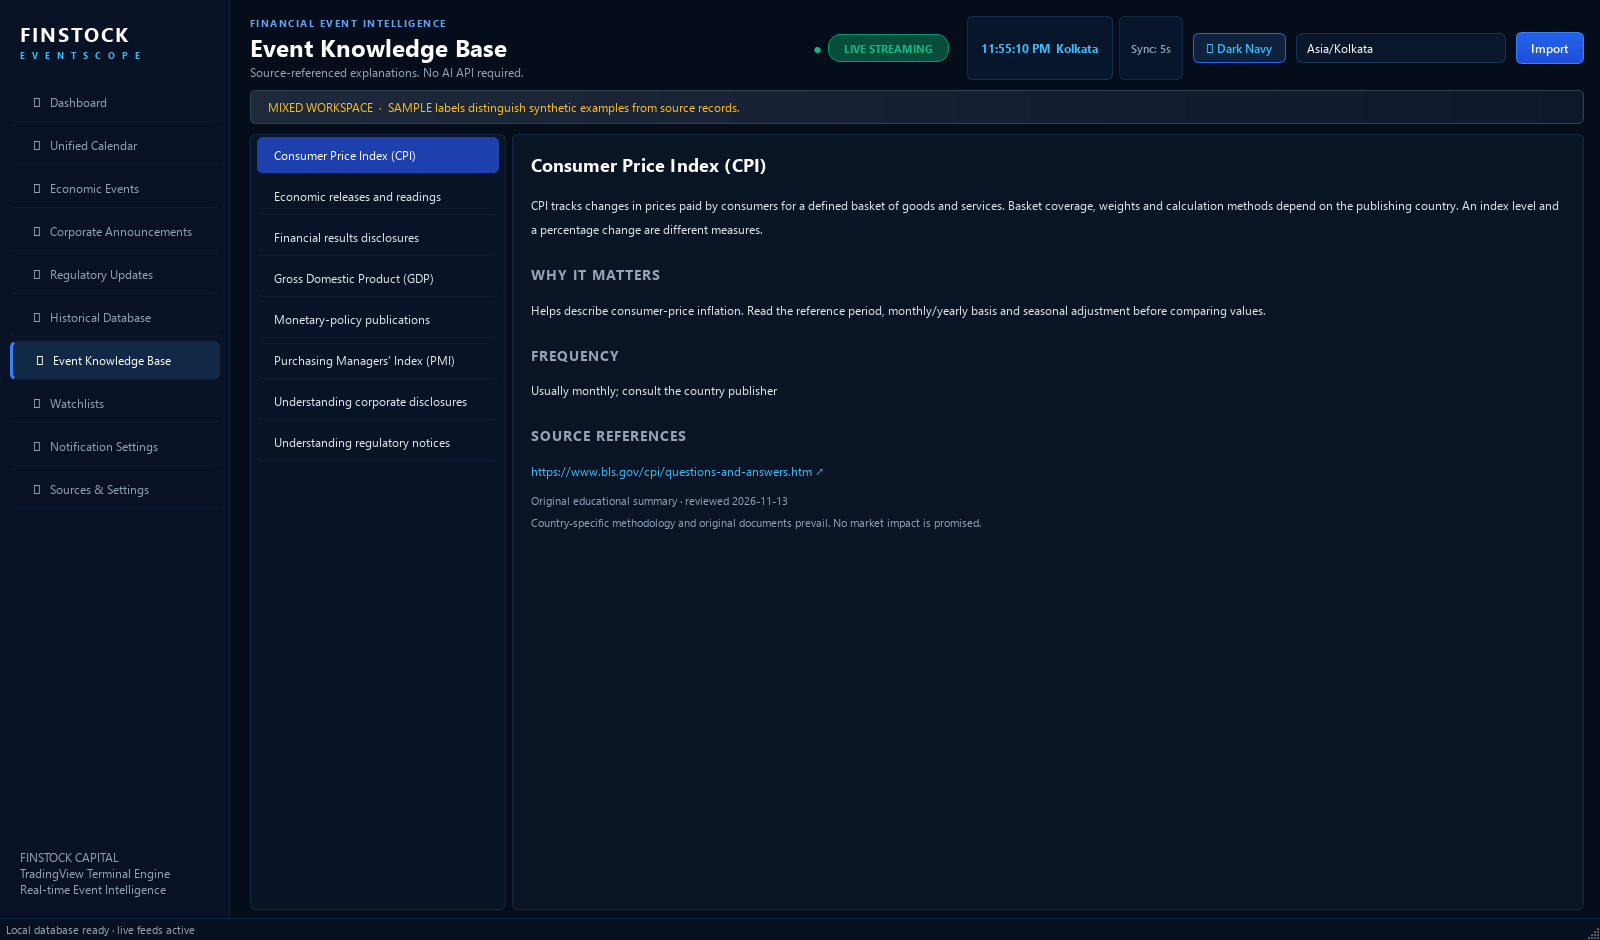 FINSTOCK
EVENTSCOPE
Dashboard
Unified Calendar
Economic Events
Corporate Announcements
Regulatory Updates
Historical Database
Event Knowledge Base
Watchlists
Notification Settings
Sources & Settings
FINSTOCK CAPITAL
TradingView Terminal Engine
Real-time Event Intelligence
FINANCIAL EVENT INTELLIGENCE
Event Knowledge Base
Source-referenced explanations. No AI API required.
LIVE STREAMING
11:55:10 PM Kolkata
Sync: 5s
Dark Navy
Asia/Kolkata
Import
MIXED WORKSPACE · SAMPLE labels distinguish synthetic examples from source records.
Consumer Price Index (CPI)
Economic releases and readings
Financial results disclosures
Gross Domestic Product (GDP)
Monetary-policy publications
Purchasing Managers' Index (PMI)
Understanding corporate disclosures
Understanding regulatory notices
Consumer Price Index (CPI)
CPI tracks changes in prices paid by consumers for a defined basket of goods and services. Basket coverage, weights and calculation methods depend on the publishing country. An index level and
a percentage change are different measures.
WHY IT MATTERS
Helps describe consumer-price inflation. Read the reference period, monthly/yearly basis and seasonal adjustment before comparing values.
FREQUENCY
Usually monthly; consult the country publisher
SOURCE REFERENCES
https://www.bls.gov/cpi/questions-and-answers.htm ↗
Original educational summary · reviewed 2026-11-13
Country-specific methodology and original documents prevail. No market impact is promised.
Local database ready · live feeds active